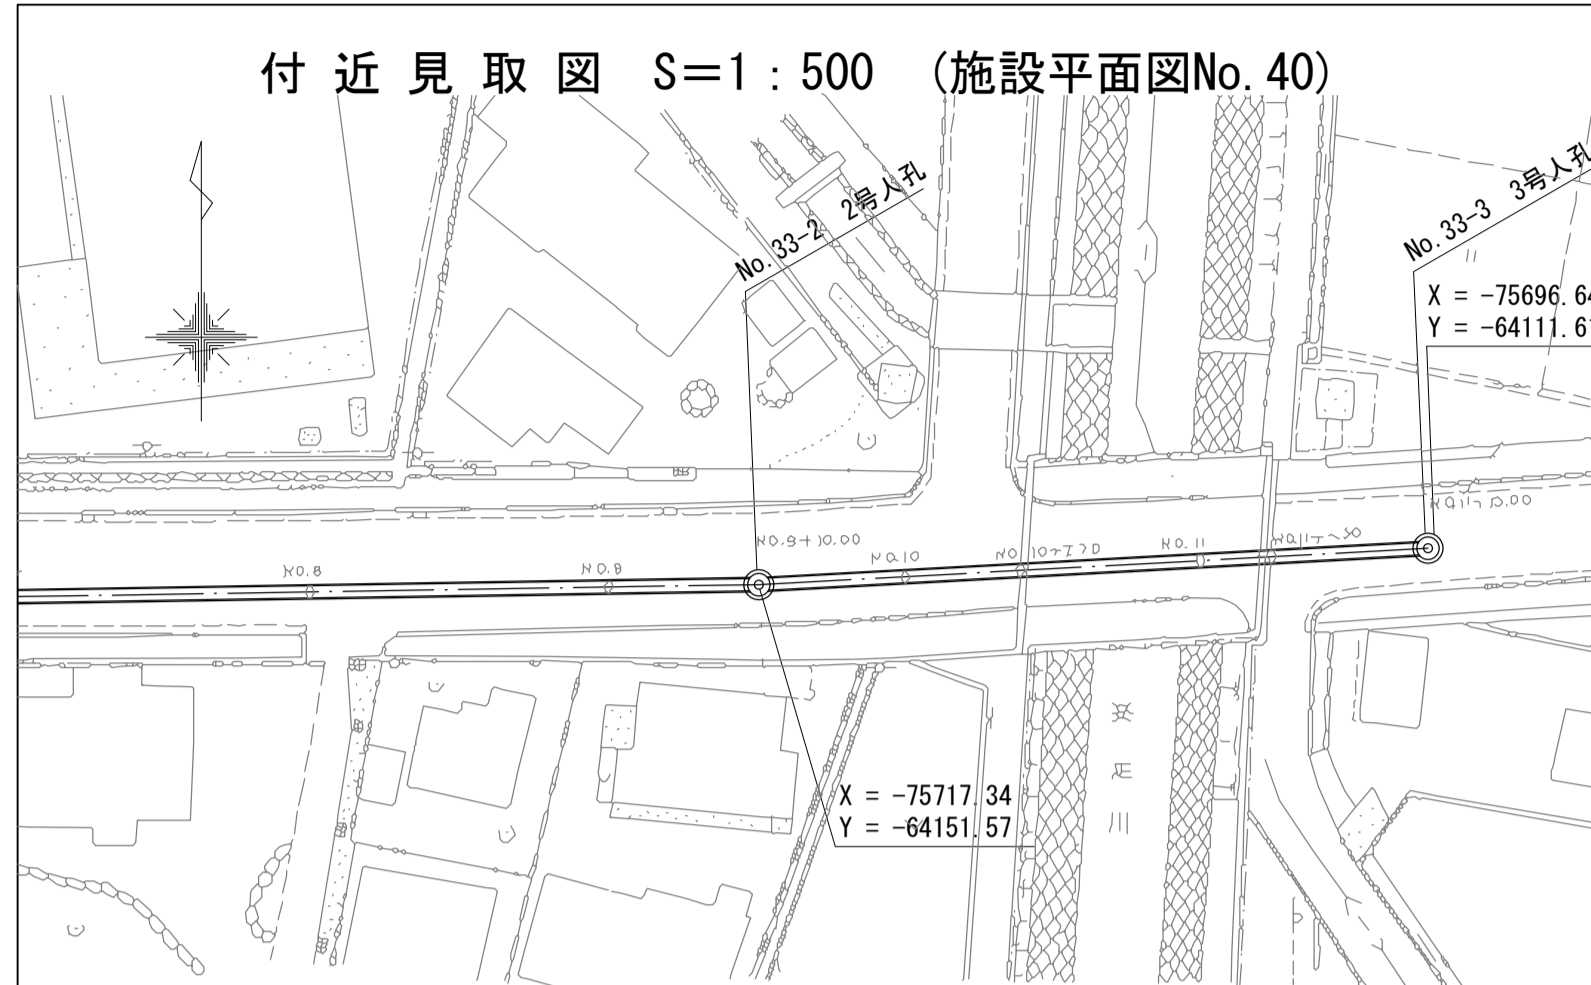 付近見取図 S=1：500 （施設平面図No.40）
No.33-2 2号人孔
No.33-3 3号人孔
X = -75696.64
Y = -64111.61
NO.8
NO.9
NO.9+10.00
NO.10
NO.11
X = -75717.34
Y = -64151.57
川